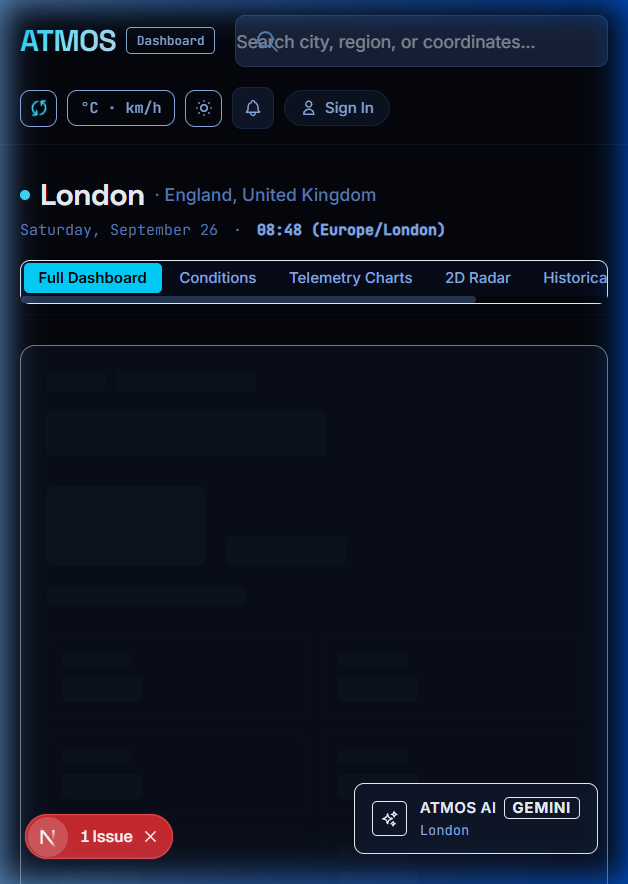 ATMOS Dashboard Search city, region, or coordinates...
°C · km/h Sign In
London · England, United Kingdom
Saturday, September 26 · 08:48 (Europe/London)
Full Dashboard Conditions Telemetry Charts 2D Radar Historica
ATMOS AI GEMINI
London
N 1 Issue